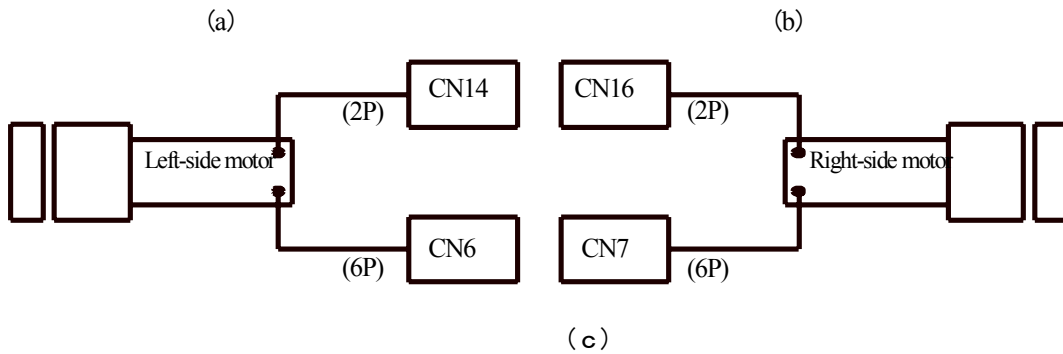 (a) (b)
CN14 CN16
(2P) (2P)
Left-side motor Right-side motor
CN6 CN7
(6P) (6P)
(c)